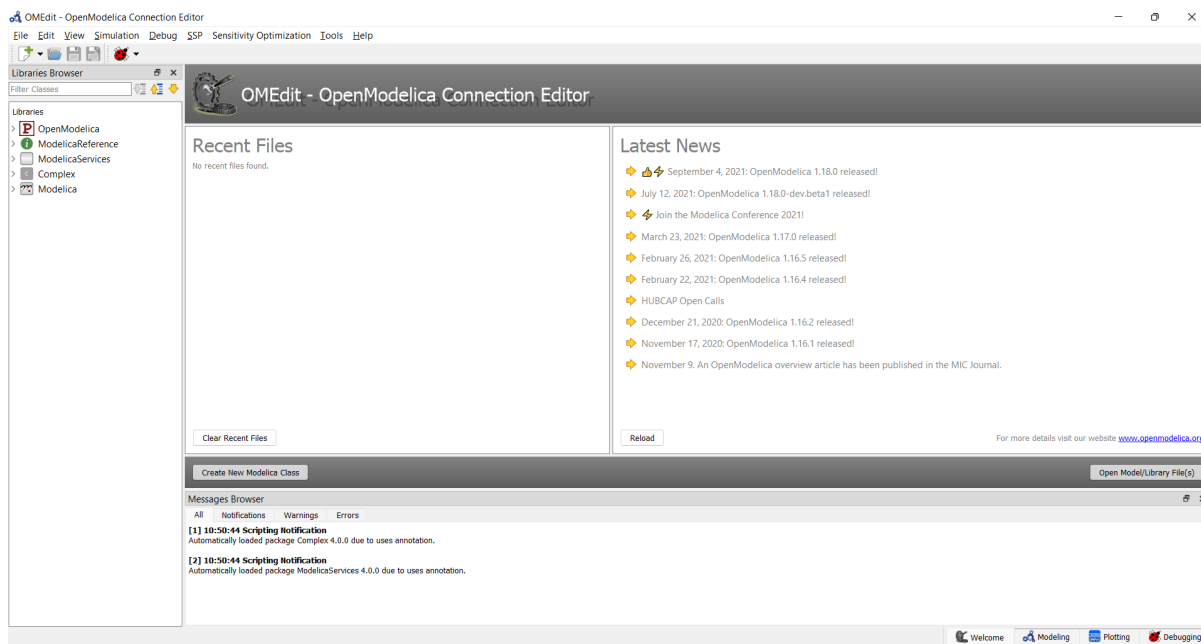 OMEdit - OpenModelica Connection Editor
File Edit View Simulation Debug SSP Sensitivity Optimization Tools Help
Libraries Browser
Filter Classes
Libraries
OpenModelica
ModelicaReference
ModelicaServices
Complex
Modelica
OMEdit - OpenModelica Connection Editor
Recent Files
No recent files found.
Clear Recent Files
Latest News
September 4, 2021: OpenModelica 1.18.0 released!
July 12, 2021: OpenModelica 1.18.0-dev.beta1 released!
Join the Modelica Conference 2021!
March 23, 2021: OpenModelica 1.17.0 released!
February 26, 2021: OpenModelica 1.16.5 released!
February 22, 2021: OpenModelica 1.16.4 released!
HUBCAP Open Calls
December 21, 2020: OpenModelica 1.16.2 released!
November 17, 2020: OpenModelica 1.16.1 released!
November 9. An OpenModelica overview article has been published in the MIC Journal.
Reload
For more details visit our website www.openmodelica.org
Create New Modelica Class
Open Model/Library File(s)
Messages Browser
All Notifications Warnings Errors
[1] 10:50:44 Scripting Notification
Automatically loaded package Complex 4.0.0 due to uses annotation.
[2] 10:50:44 Scripting Notification
Automatically loaded package ModelicaServices 4.0.0 due to uses annotation.
Welcome Modeling Plotting Debugging